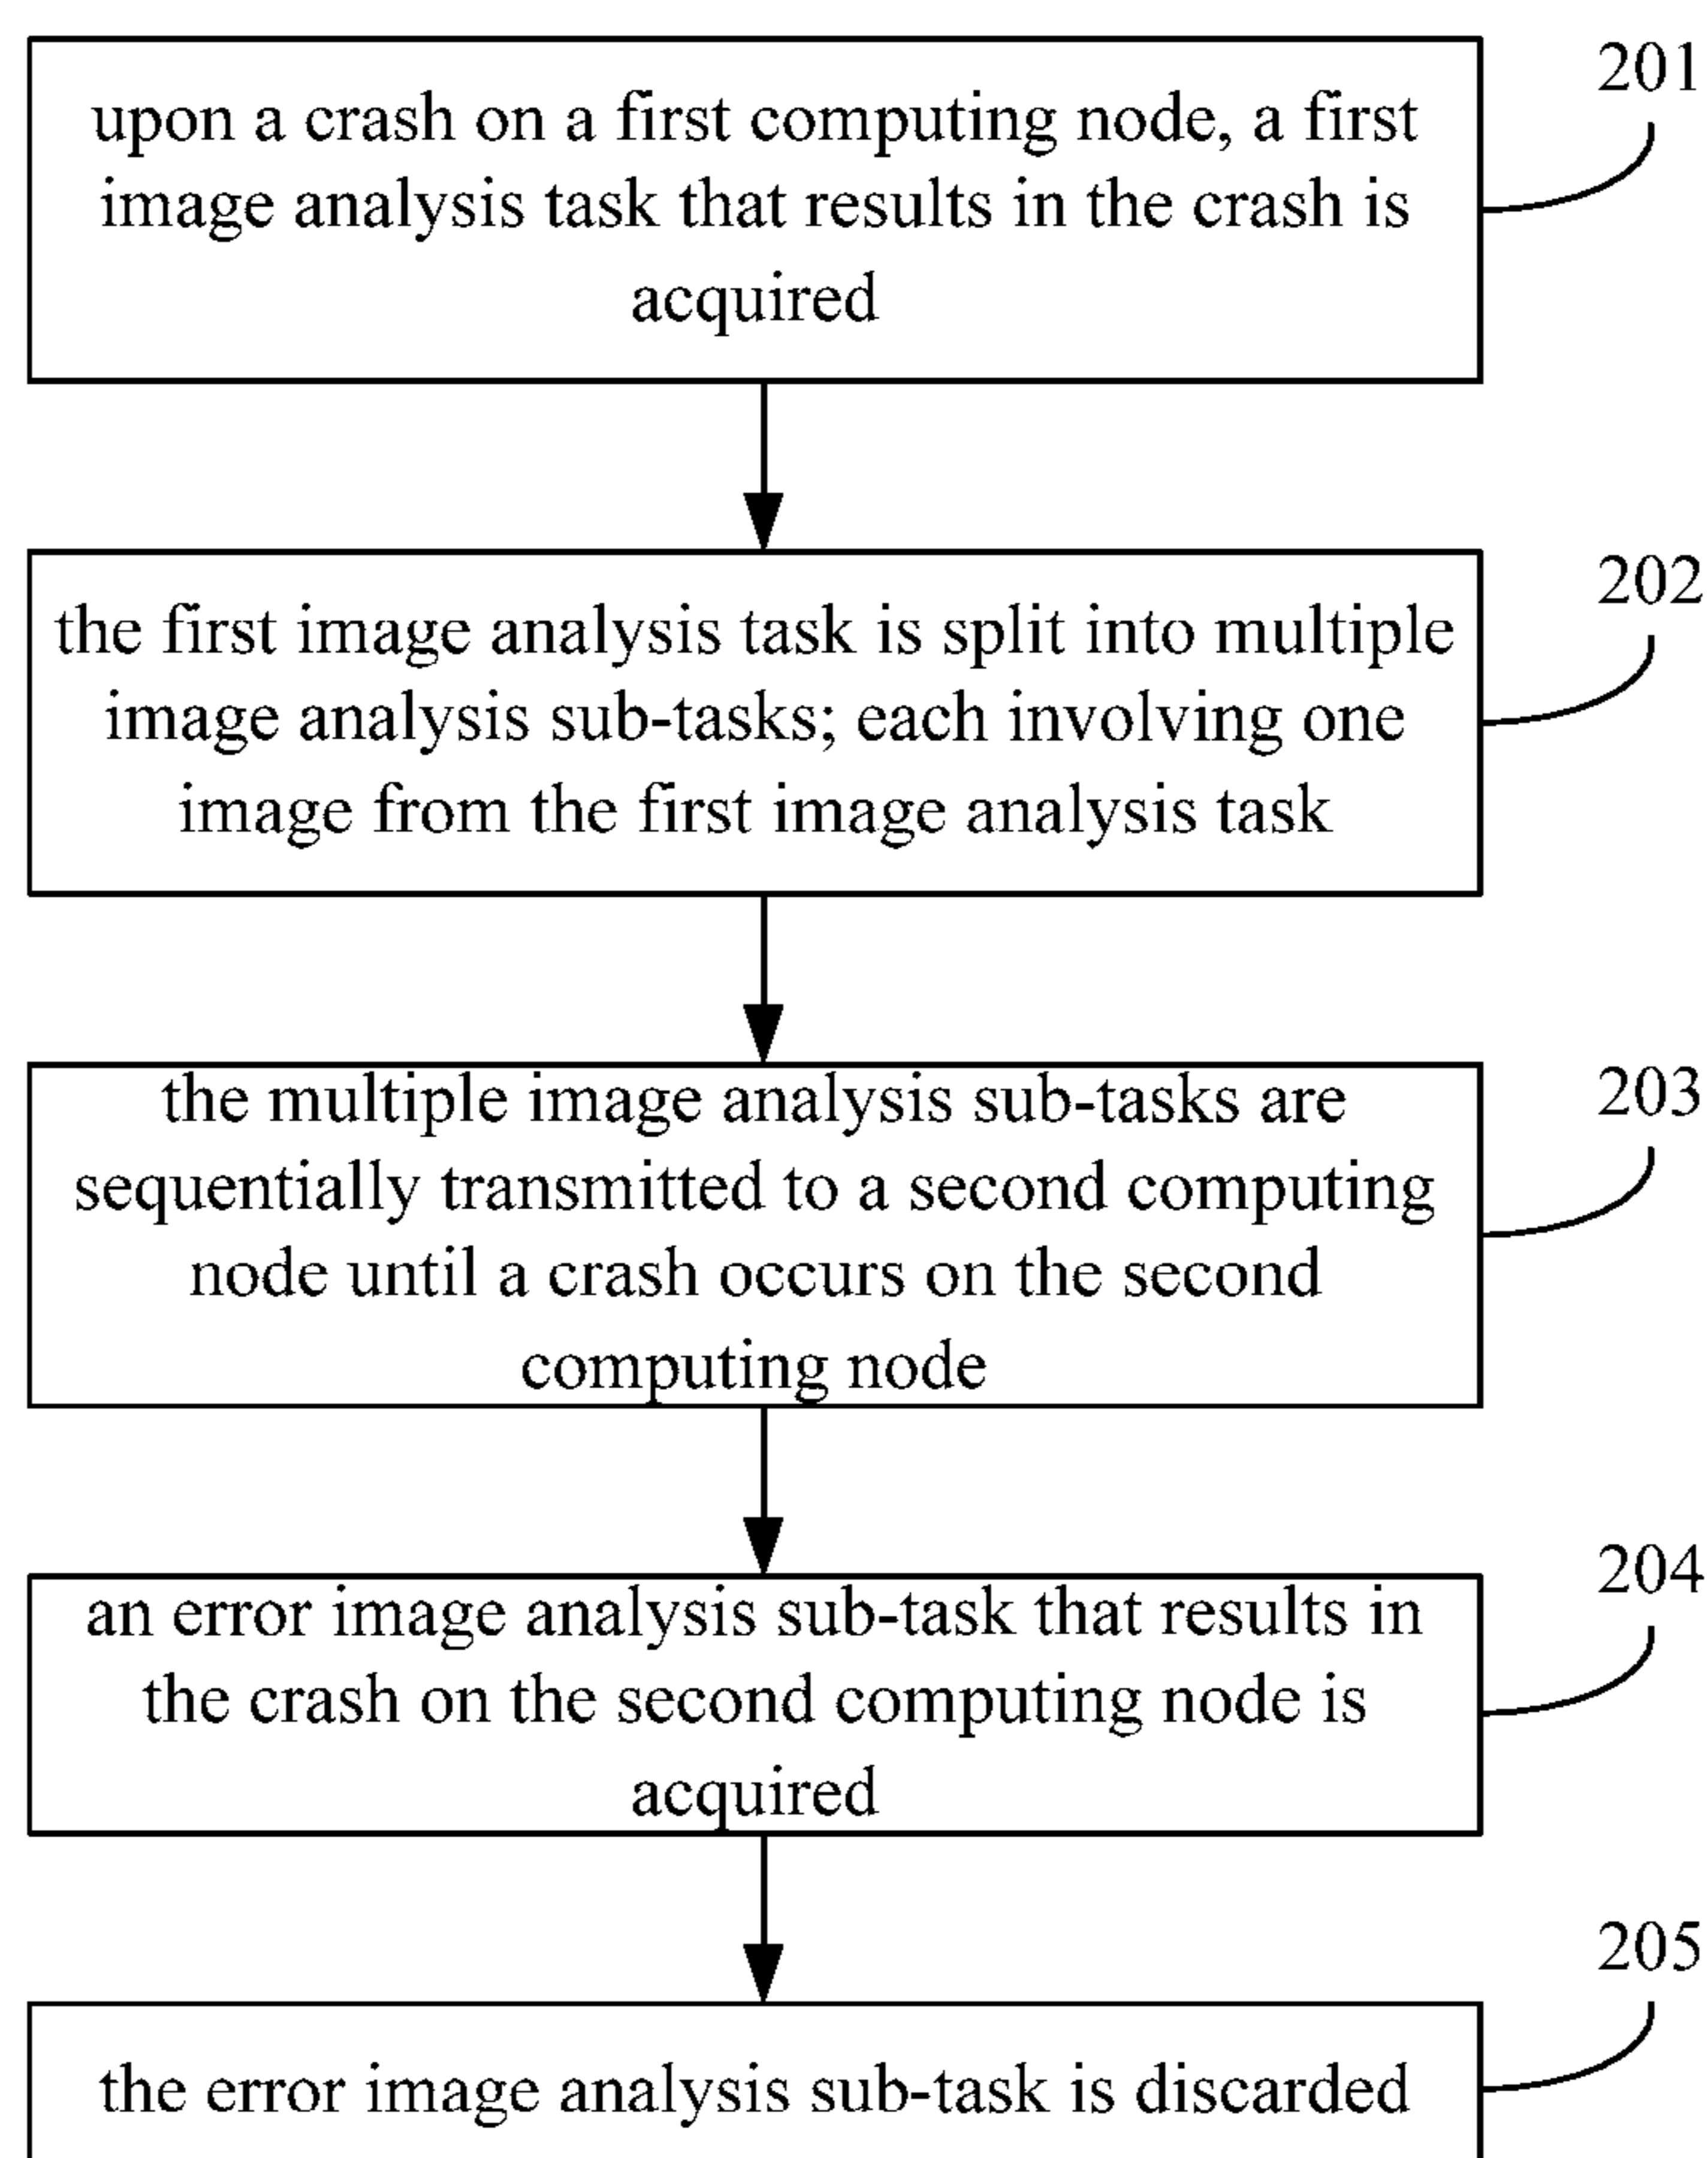 201
upon a crash on a first computing node, a first
image analysis task that results in the crash is
acquired
202
the first image analysis task is split into multiple
image analysis sub-tasks; each involving one
image from the first image analysis task
203
the multiple image analysis sub-tasks are
sequentially transmitted to a second computing
node until a crash occurs on the second
computing node
204
an error image analysis sub-task that results in
the crash on the second computing node is
acquired
205
the error image analysis sub-task is discarded